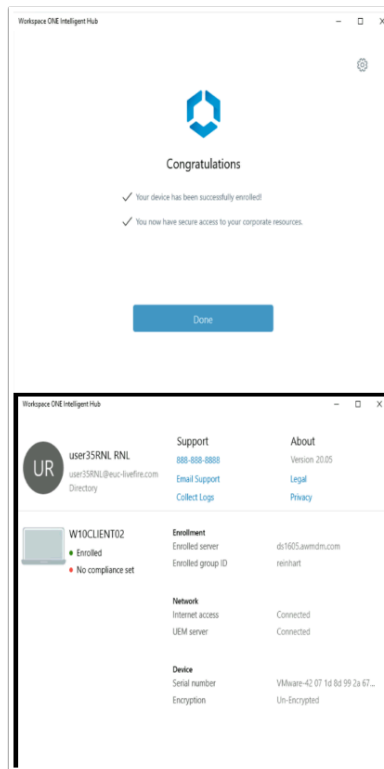 Workspace ONE Intelligent Hub
Congratulations
Your device has been successfully enrolled!
You now have secure access to your corporate resources.
Done
Workspace ONE Intelligent Hub
UR
user35RNL RNL
user35RNL@euc-livefire.com
Directory
Support
888-888-8888
Email Support
Collect Logs
About
Version 20.05
Legal
Privacy
W10CLIENT02
Enrolled
No compliance set
Enrollment
Enrolled server ds1605.awmdm.com
Enrolled group ID reinhart
Network
Internet access Connected
UEM server Connected
Device
Serial number VMware-42 07 1d 8d 99 2a 67...
Encryption Un-Encrypted